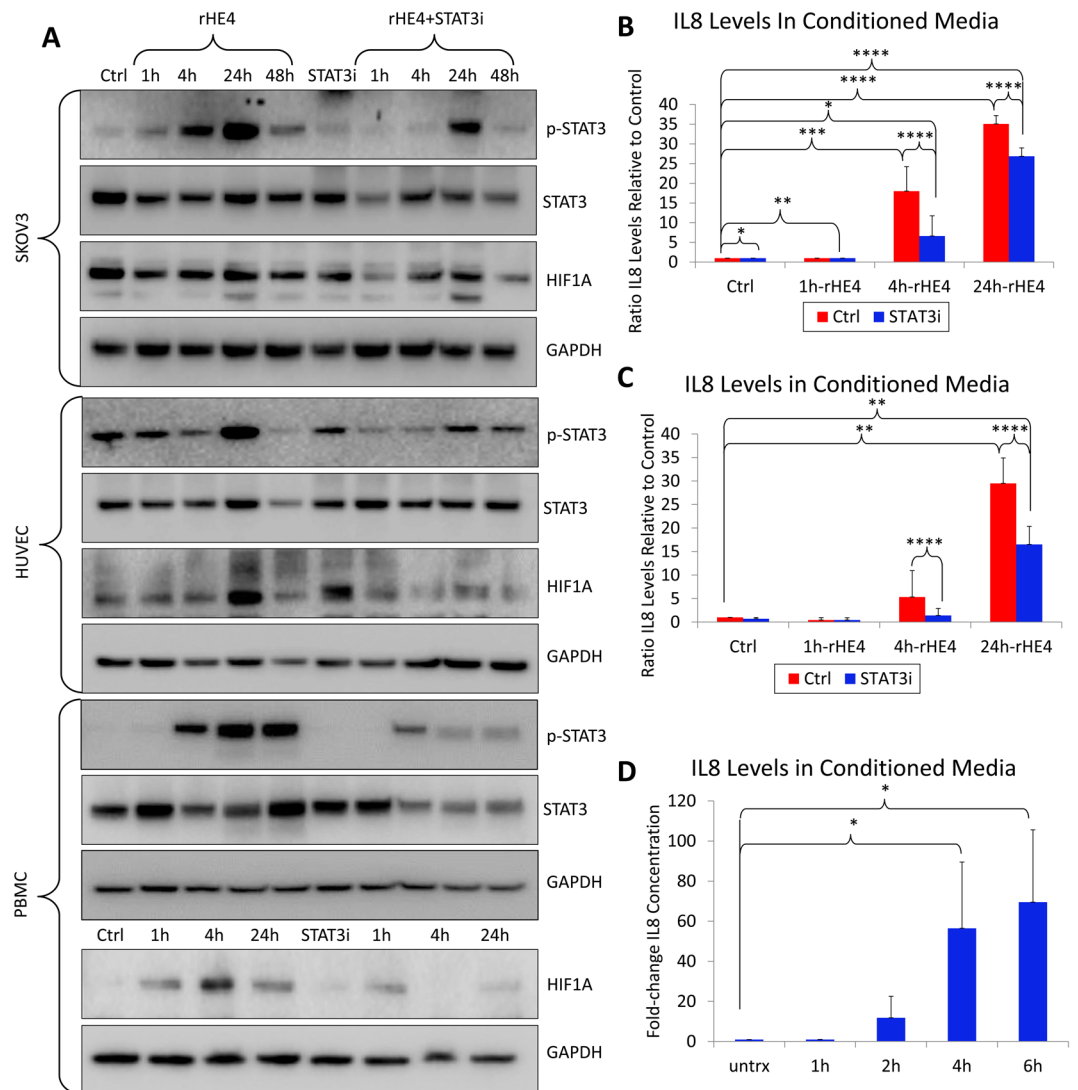 A
rHE4
rHE4+STAT3i
Ctrl 1h 4h 24h 48h STAT3i 1h 4h 24h 48h
SKOV3
p-STAT3
STAT3
HIF1A
GAPDH
HUVEC
p-STAT3
STAT3
HIF1A
GAPDH
PBMC
p-STAT3
STAT3
GAPDH
Ctrl 1h 4h 24h STAT3i 1h 4h 24h
HIF1A
GAPDH
B
IL8 Levels In Conditioned Media
Ratio IL8 Levels Relative to Control
****
**** ****
*
*** ****
**
*
40
35
30
25
20
15
10
5
0
Ctrl 1h-rHE4 4h-rHE4 24h-rHE4
Ctrl STAT3i
C
IL8 Levels in Conditioned Media
Ratio IL8 Levels Relative to Control
**
** ****
****
40
35
30
25
20
15
10
5
0
Ctrl 1h-rHE4 4h-rHE4 24h-rHE4
Ctrl STAT3i
D
IL8 Levels in Conditioned Media
Fold-change IL8 Concentration
*
*
120
100
80
60
40
20
0
untrx 1h 2h 4h 6h